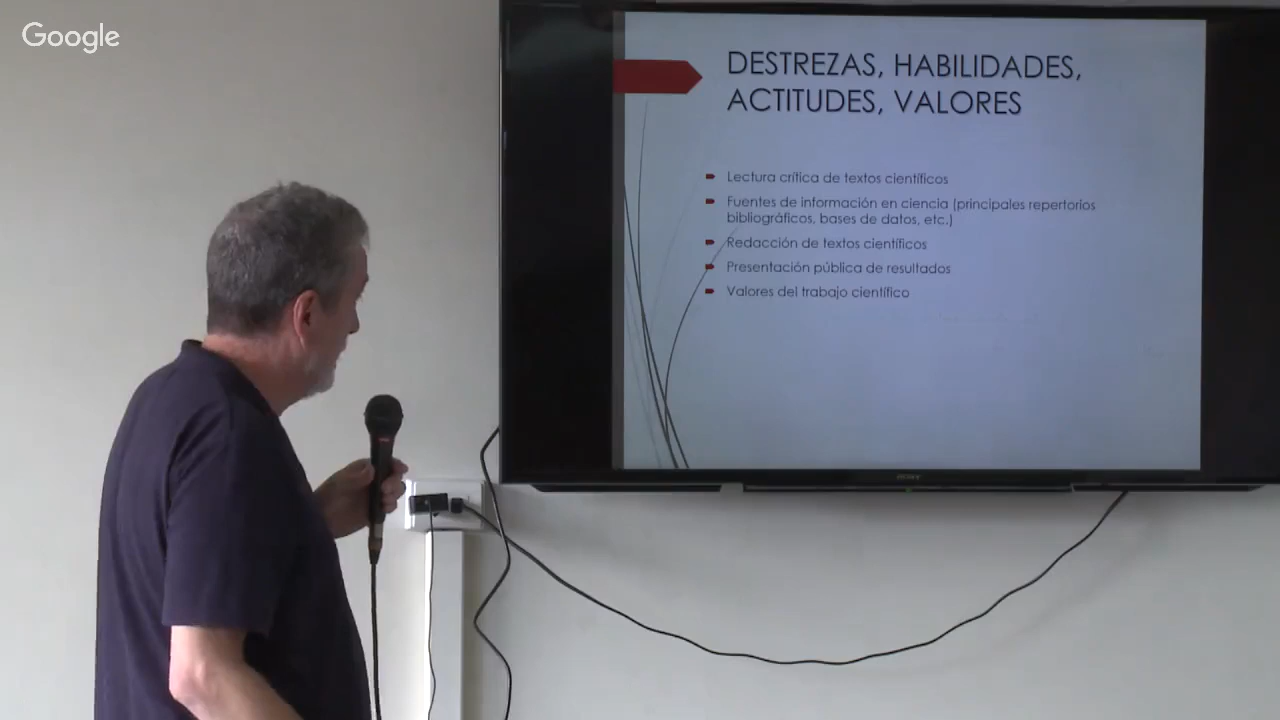 Google
DESTREZAS, HABILIDADES,
ACTITUDES, VALORES
Lectura crítica de textos científicos
Fuentes de información en ciencia (principales repertorios
bibliográficos, bases de datos, etc.)
Redacción de textos científicos
Presentación pública de resultados
Valores del trabajo científico
SONY